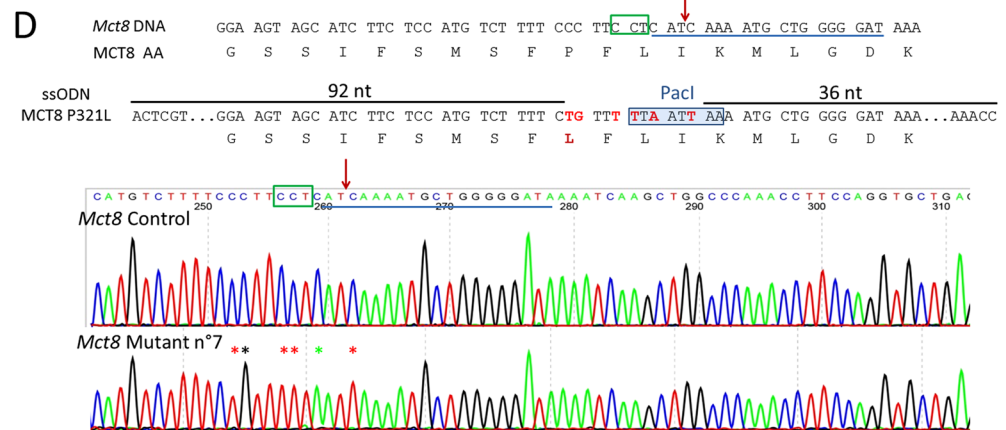 D
Mct8 DNA GGA AGT AGC ATC TTC TCC ATG TCT TTT CCC TTC CTC ATC AAA ATG CTG GGG GAT AAA
MCT8 AA G S S I F S M S F P F L I K M L G D K
ssODN 92 nt PacI 36 nt
MCT8 P321L ACTCGT...GGA AGT AGC ATC TTC TCC ATG TCT TTT CTG TTT TTA ATT AAA ATG CTG GGG GAT AAA...AAACC
G S S I F S M S F L F L I K M L G D K
CATGTCTTTTCCCTTCCTCATCAAAATGCTGGGGGATAAAATCAAGCTGGCCCAAACCTTCCAGGTGCTGAG
250 260 270 280 290 300 310
Mct8 Control
Mct8 Mutant n°7 * * * * * *